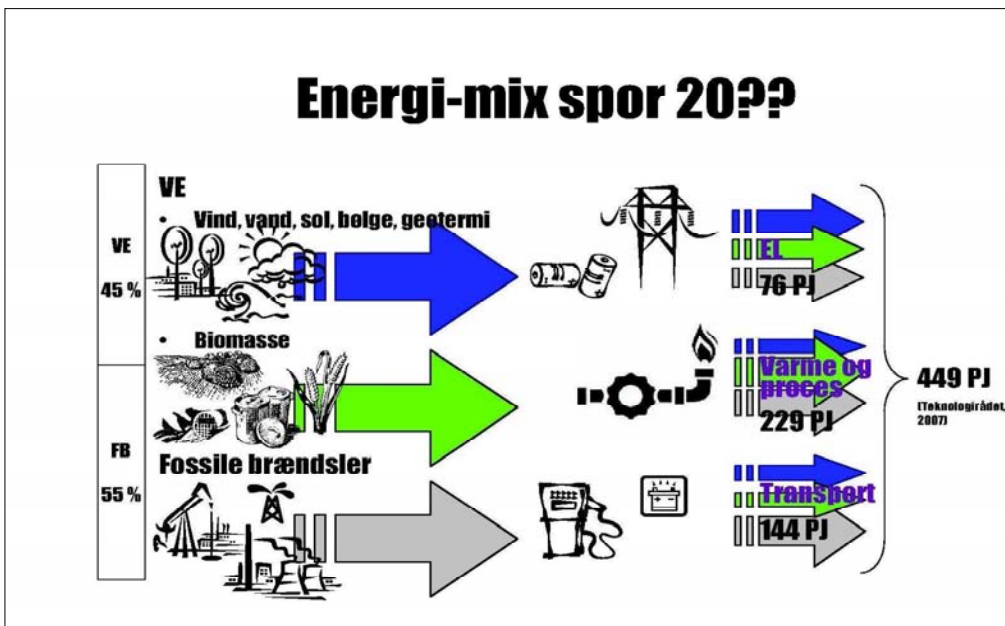 Energi-mix spor 20??
VE
45 %
FB
55 %
VE
• Vind, vand, sol, bølge, geotermi
• Biomasse
Fossile brændsler
EL
76 PJ
Varme og
proces
229 PJ
Transport
144 PJ
449 PJ
(Teknologirådet,
2007)